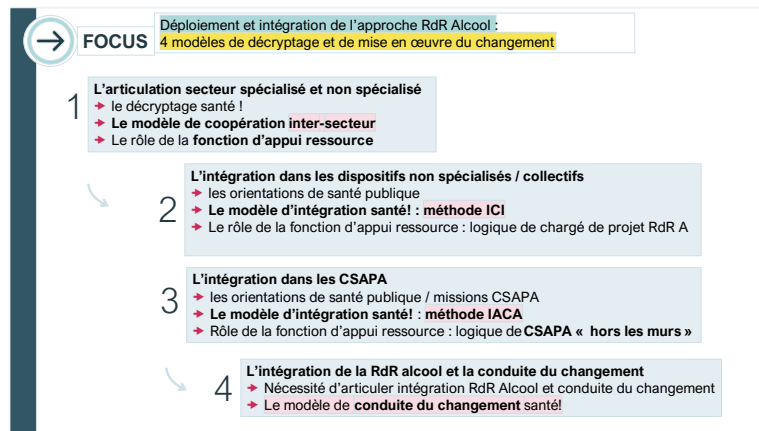 FOCUS
Déploiement et intégration de l'approche RdR Alcool :
4 modèles de décryptage et de mise en œuvre du changement
1
L'articulation secteur spécialisé et non spécialisé
le décryptage santé !
Le modèle de coopération inter-secteur
Le rôle de la fonction d'appui ressource
2
L'intégration dans les dispositifs non spécialisés / collectifs
les orientations de santé publique
Le modèle d'intégration santé! : méthode ICI
Le rôle de la fonction d'appui ressource : logique de chargé de projet RdR A
3
L'intégration dans les CSAPA
les orientations de santé publique / missions CSAPA
Le modèle d'intégration santé! : méthode IACA
Rôle de la fonction d'appui ressource : logique de CSAPA « hors les murs »
4
L'intégration de la RdR alcool et la conduite du changement
Nécessité d'articuler intégration RdR Alcool et conduite du changement
Le modèle de conduite du changement santé!